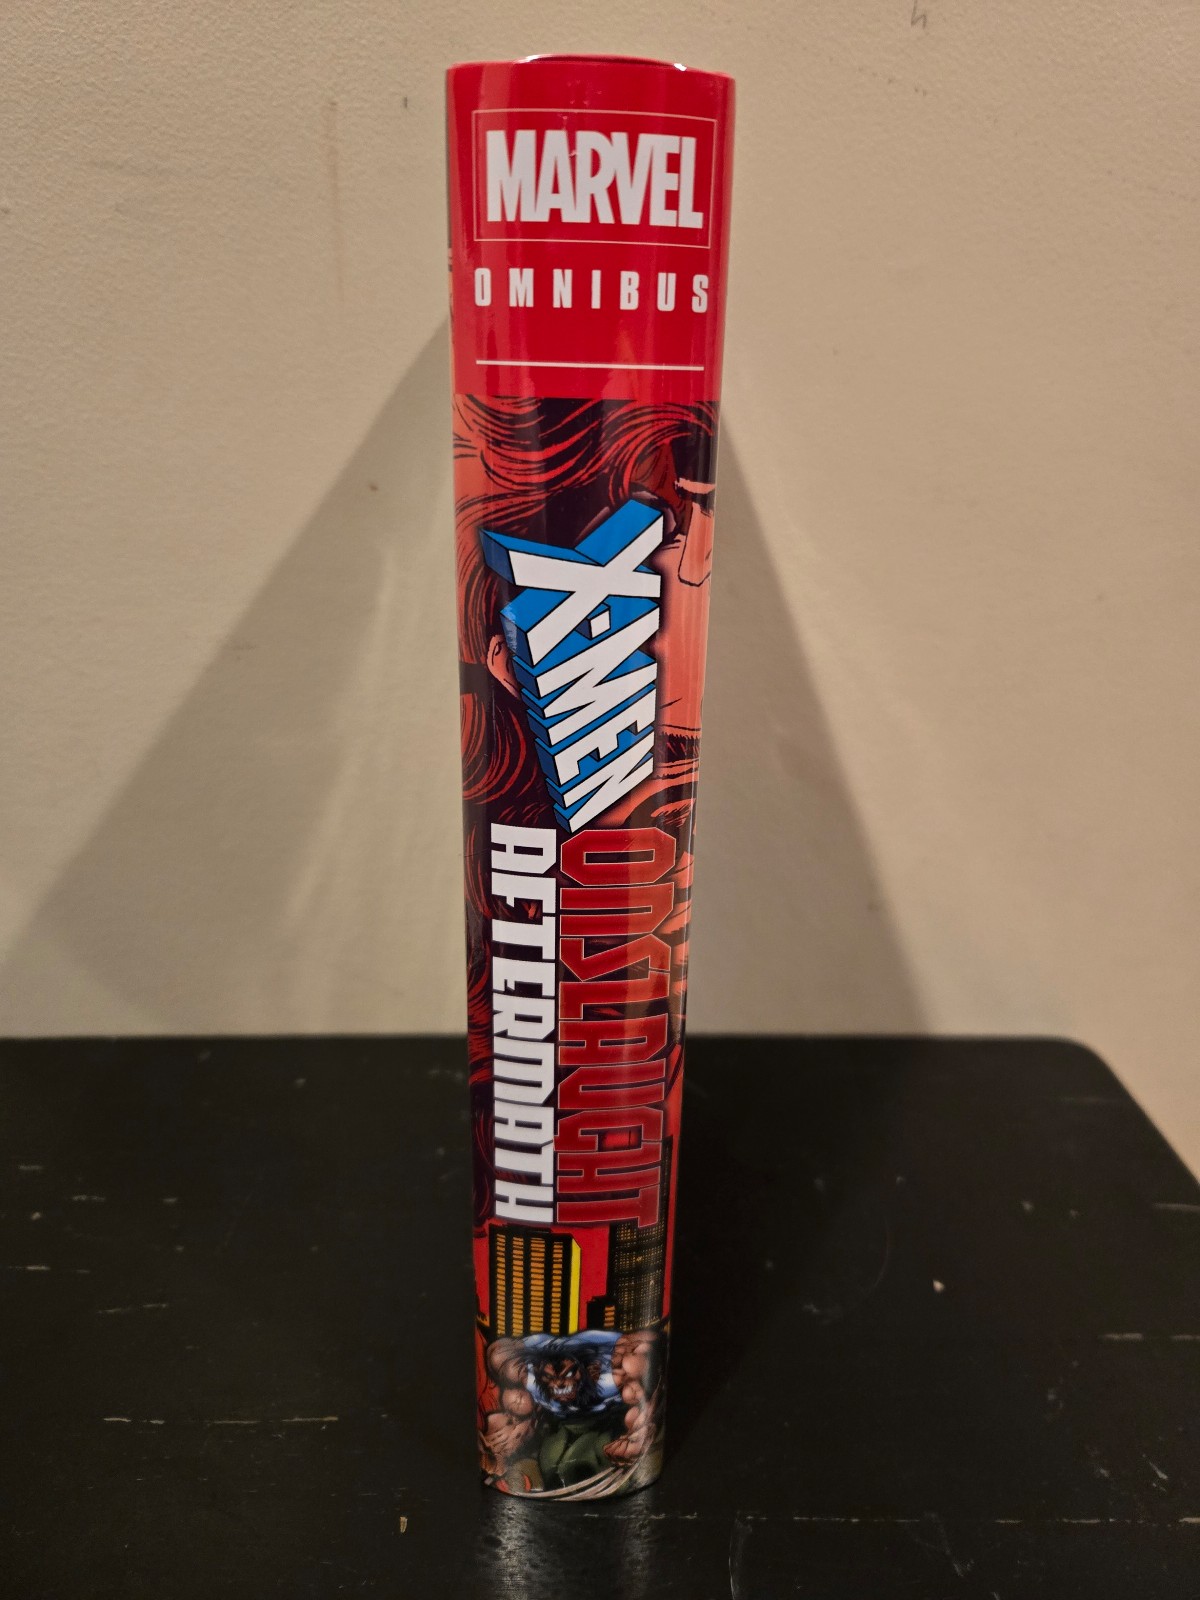 MARVEL
OMNIBUS
X-MEN
ONSLAUGHT
AFTERMATH